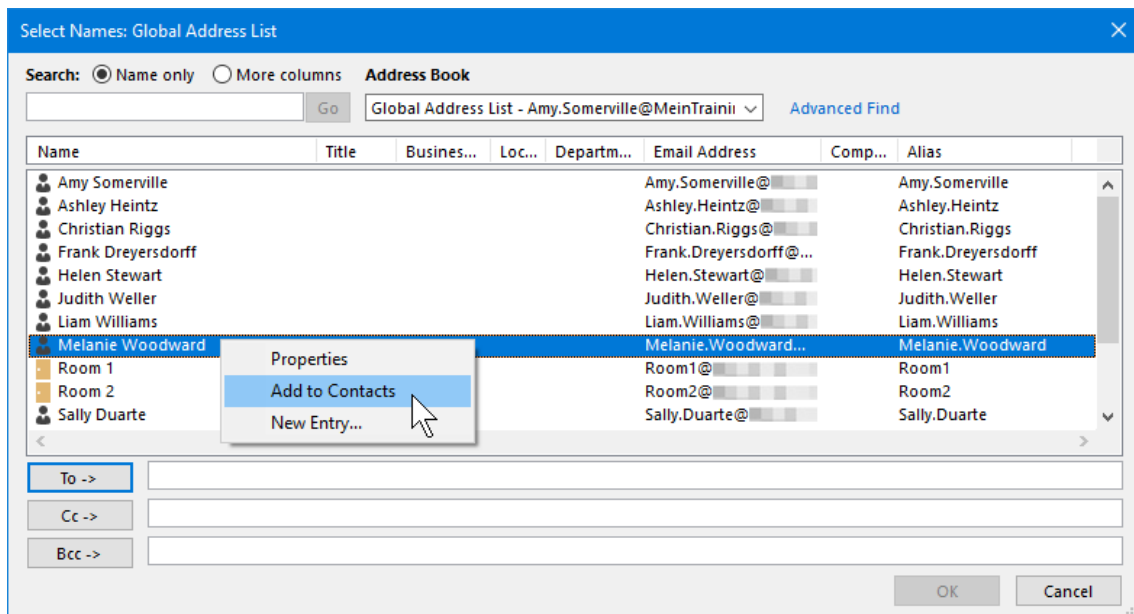 Select Names: Global Address List
Search: Name only More columns Address Book
Go Global Address List - Amy.Somerville@MeinTrainin Advanced Find
Name Title Busines... Loc... Departm... Email Address Comp... Alias
Amy Somerville Amy.Somerville@ Amy.Somerville
Ashley Heintz Ashley.Heintz@ Ashley.Heintz
Christian Riggs Christian.Riggs@ Christian.Riggs
Frank Dreyersdorff Frank.Dreyersdorff@... Frank.Dreyersdorff
Helen Stewart Helen.Stewart@ Helen.Stewart
Judith Weller Judith.Weller@ Judith.Weller
Liam Williams Liam.Williams@ Liam.Williams
Melanie Woodward Melanie.Woodward... Melanie.Woodward
Room 1 Properties Room1@ Room1
Room 2 Add to Contacts Room2@ Room2
Sally Duarte New Entry... Sally.Duarte@ Sally.Duarte
To ->
Cc ->
Bcc ->
OK Cancel